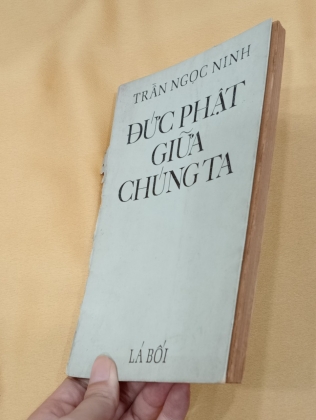 TRẦN NGỌC NINH
ĐỨC PHẬT
GIỮA
CHÚNG TA
LÁ BỐI